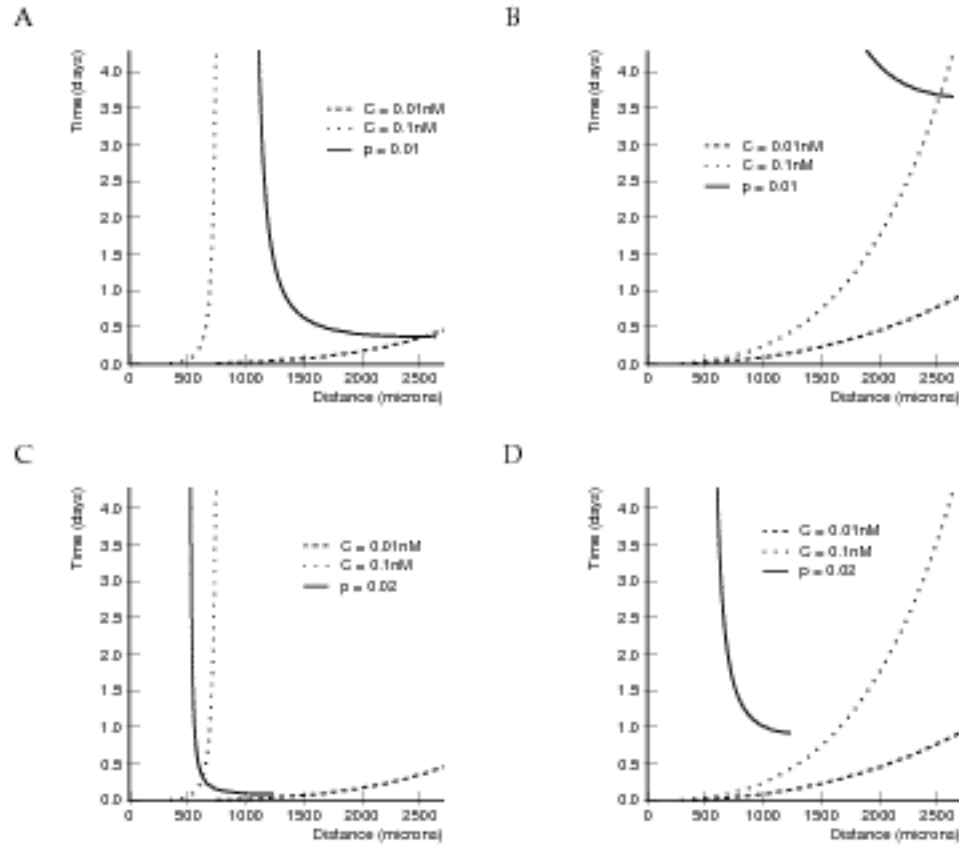 A
Time (days)
4.0
3.5
3.0
2.5
2.0
1.5
1.0
0.5
0.0
C = 0.01nM
C = 0.1nM
p = 0.01
0 500 1000 1500 2000 2500
Distance (microns)
B
Time (days)
4.0
3.5
3.0
2.5
2.0
1.5
1.0
0.5
0.0
C = 0.01nM
C = 0.1nM
p = 0.01
0 500 1000 1500 2000 2500
Distance (microns)
C
Time (days)
4.0
3.5
3.0
2.5
2.0
1.5
1.0
0.5
0.0
C = 0.01nM
C = 0.1nM
p = 0.02
0 500 1000 1500 2000 2500
Distance (microns)
D
Time (days)
4.0
3.5
3.0
2.5
2.0
1.5
1.0
0.5
0.0
C = 0.01nM
C = 0.1nM
p = 0.02
0 500 1000 1500 2000 2500
Distance (microns)